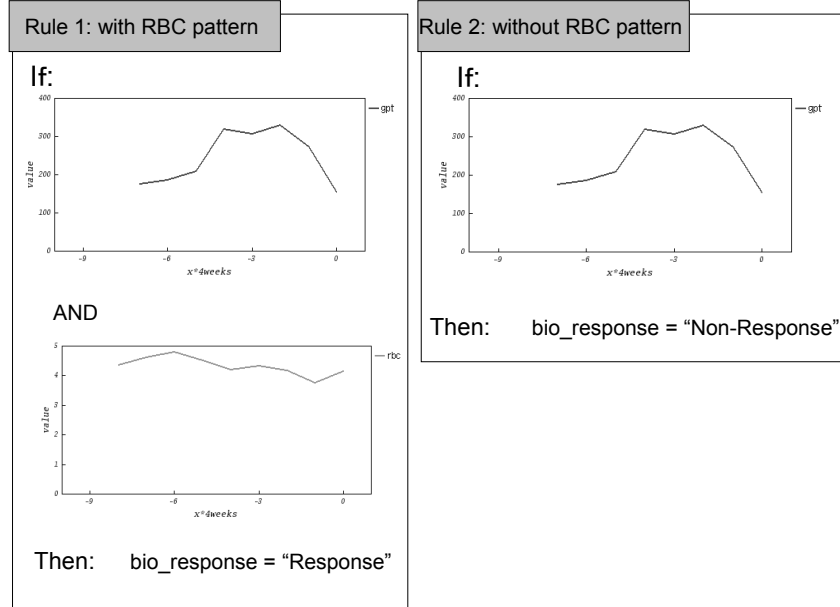 Rule 1: with RBC pattern
If:
400
300
200
100
0
value
-9
-6
-3
0
x*4weeks
gpt
AND
5
4
3
2
1
0
value
-9
-6
-3
0
x*4weeks
rbc
Then: bio_response = “Response”
Rule 2: without RBC pattern
If:
400
300
200
100
0
value
-9
-6
-3
0
x*4weeks
gpt
Then: bio_response = “Non-Response”